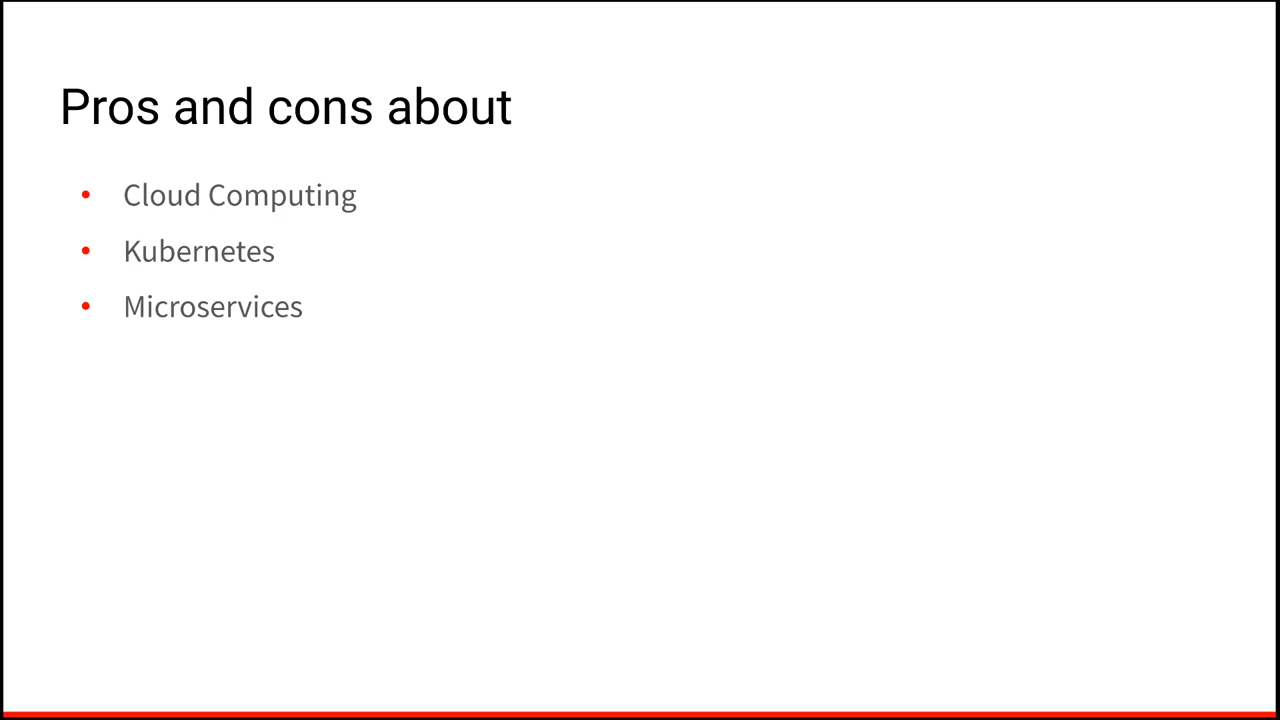 Pros and cons about
• Cloud Computing
• Kubernetes
• Microservices